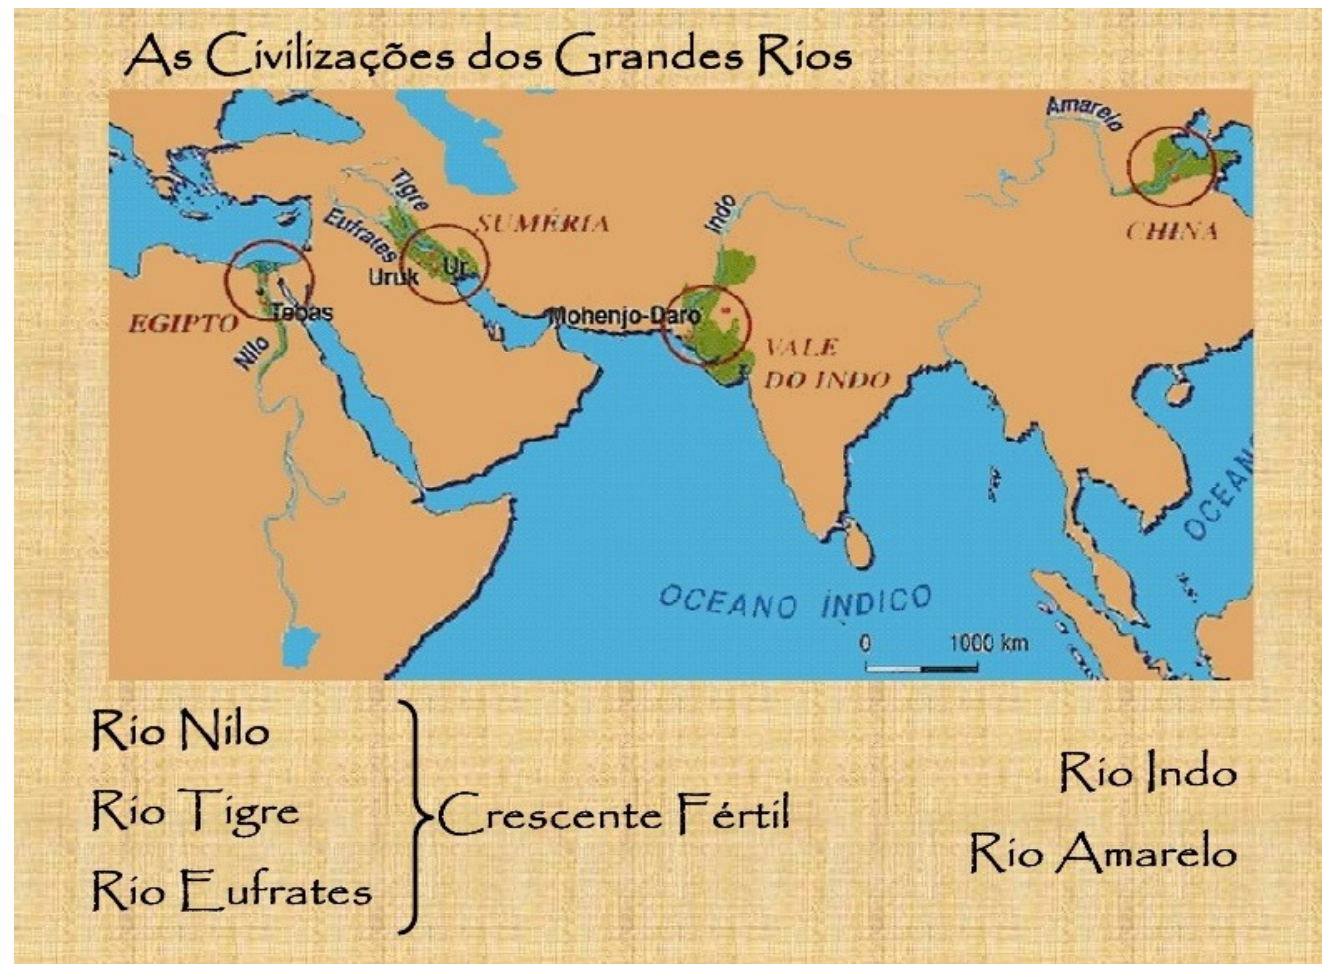 As Civilizações dos Grandes Rios
Amarelo
Tigre
Indo
Eufrates
SUMÉRIA
CHINA
Uruk
Ur
EGIPTO
Tebas
Mohenjo-Daro
Nilo
VALE
DO INDO
OCEAN
OCEANO ÍNDICO
0 1000 km
Rio Nilo
Rio Tigre
Rio Eufrates
Crescente Fértil
Rio Indo
Rio Amarelo